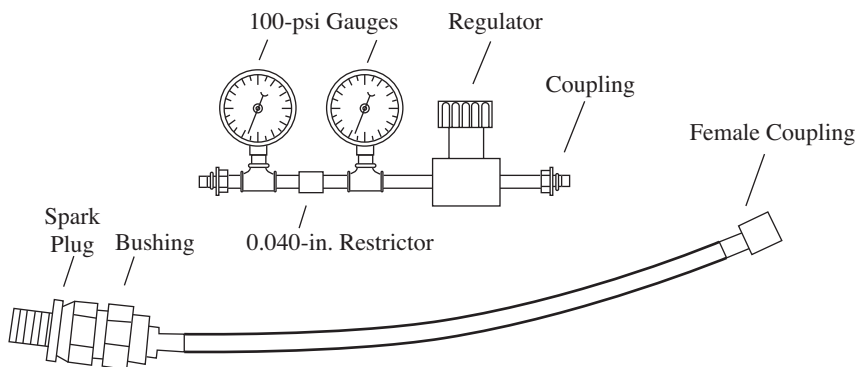 100-psi Gauges
Regulator
Coupling
Female Coupling
Spark
Plug
Bushing
0.040-in. Restrictor